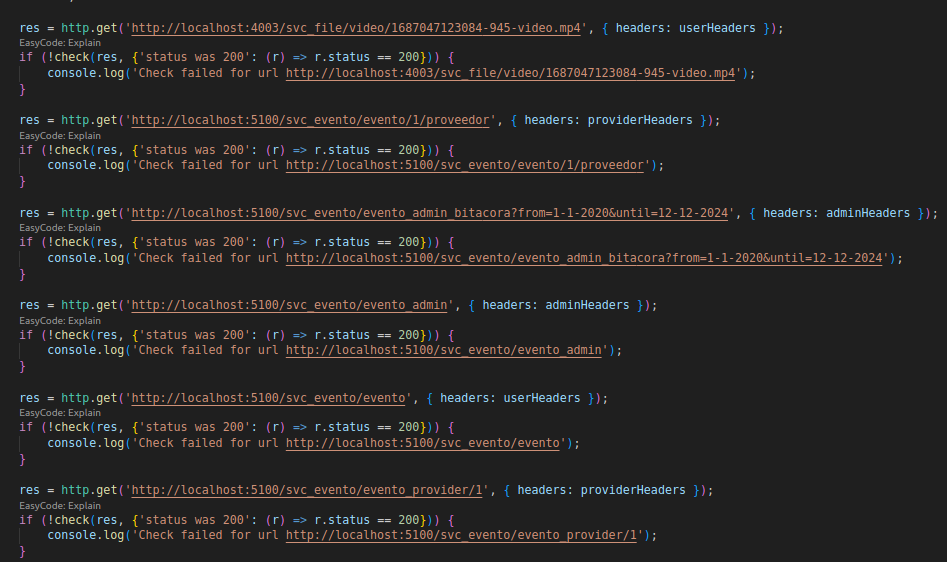 res = http.get('http://localhost:4003/svc_file/video/1687047123084-945-video.mp4', { headers: userHeaders });
EasyCode: Explain
if (!check(res, {'status was 200': (r) => r.status == 200})) {
console.log('Check failed for url http://localhost:4003/svc_file/video/1687047123084-945-video.mp4');
}
res = http.get('http://localhost:5100/svc_evento/evento/1/proveedor', { headers: providerHeaders });
EasyCode: Explain
if (!check(res, {'status was 200': (r) => r.status == 200})) {
console.log('Check failed for url http://localhost:5100/svc_evento/evento/1/proveedor');
}
res = http.get('http://localhost:5100/svc_evento/evento_admin_bitacora?from=1-1-2020&until=12-12-2024', { headers: adminHeaders });
EasyCode: Explain
if (!check(res, {'status was 200': (r) => r.status == 200})) {
console.log('Check failed for url http://localhost:5100/svc_evento/evento_admin_bitacora?from=1-1-2020&until=12-12-2024');
}
res = http.get('http://localhost:5100/svc_evento/evento_admin', { headers: adminHeaders });
EasyCode: Explain
if (!check(res, {'status was 200': (r) => r.status == 200})) {
console.log('Check failed for url http://localhost:5100/svc_evento/evento_admin');
}
res = http.get('http://localhost:5100/svc_evento/evento', { headers: userHeaders });
EasyCode: Explain
if (!check(res, {'status was 200': (r) => r.status == 200})) {
console.log('Check failed for url http://localhost:5100/svc_evento/evento');
}
res = http.get('http://localhost:5100/svc_evento/evento_provider/1', { headers: providerHeaders });
EasyCode: Explain
if (!check(res, {'status was 200': (r) => r.status == 200})) {
console.log('Check failed for url http://localhost:5100/svc_evento/evento_provider/1');
}